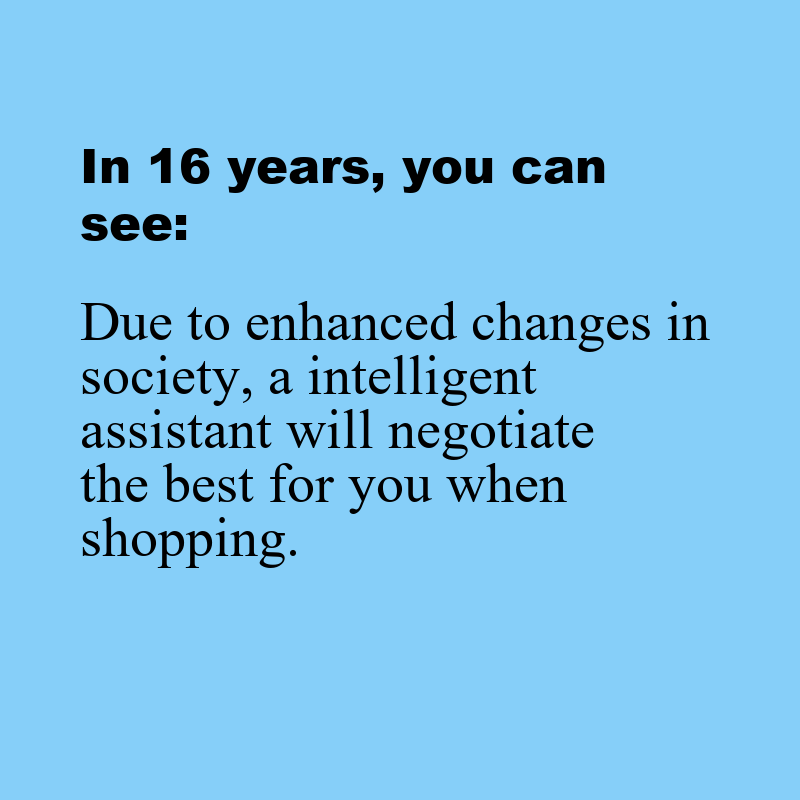 In 16 years, you can
see:
Due to enhanced changes in
society, a intelligent
assistant will negotiate
the best for you when
shopping.